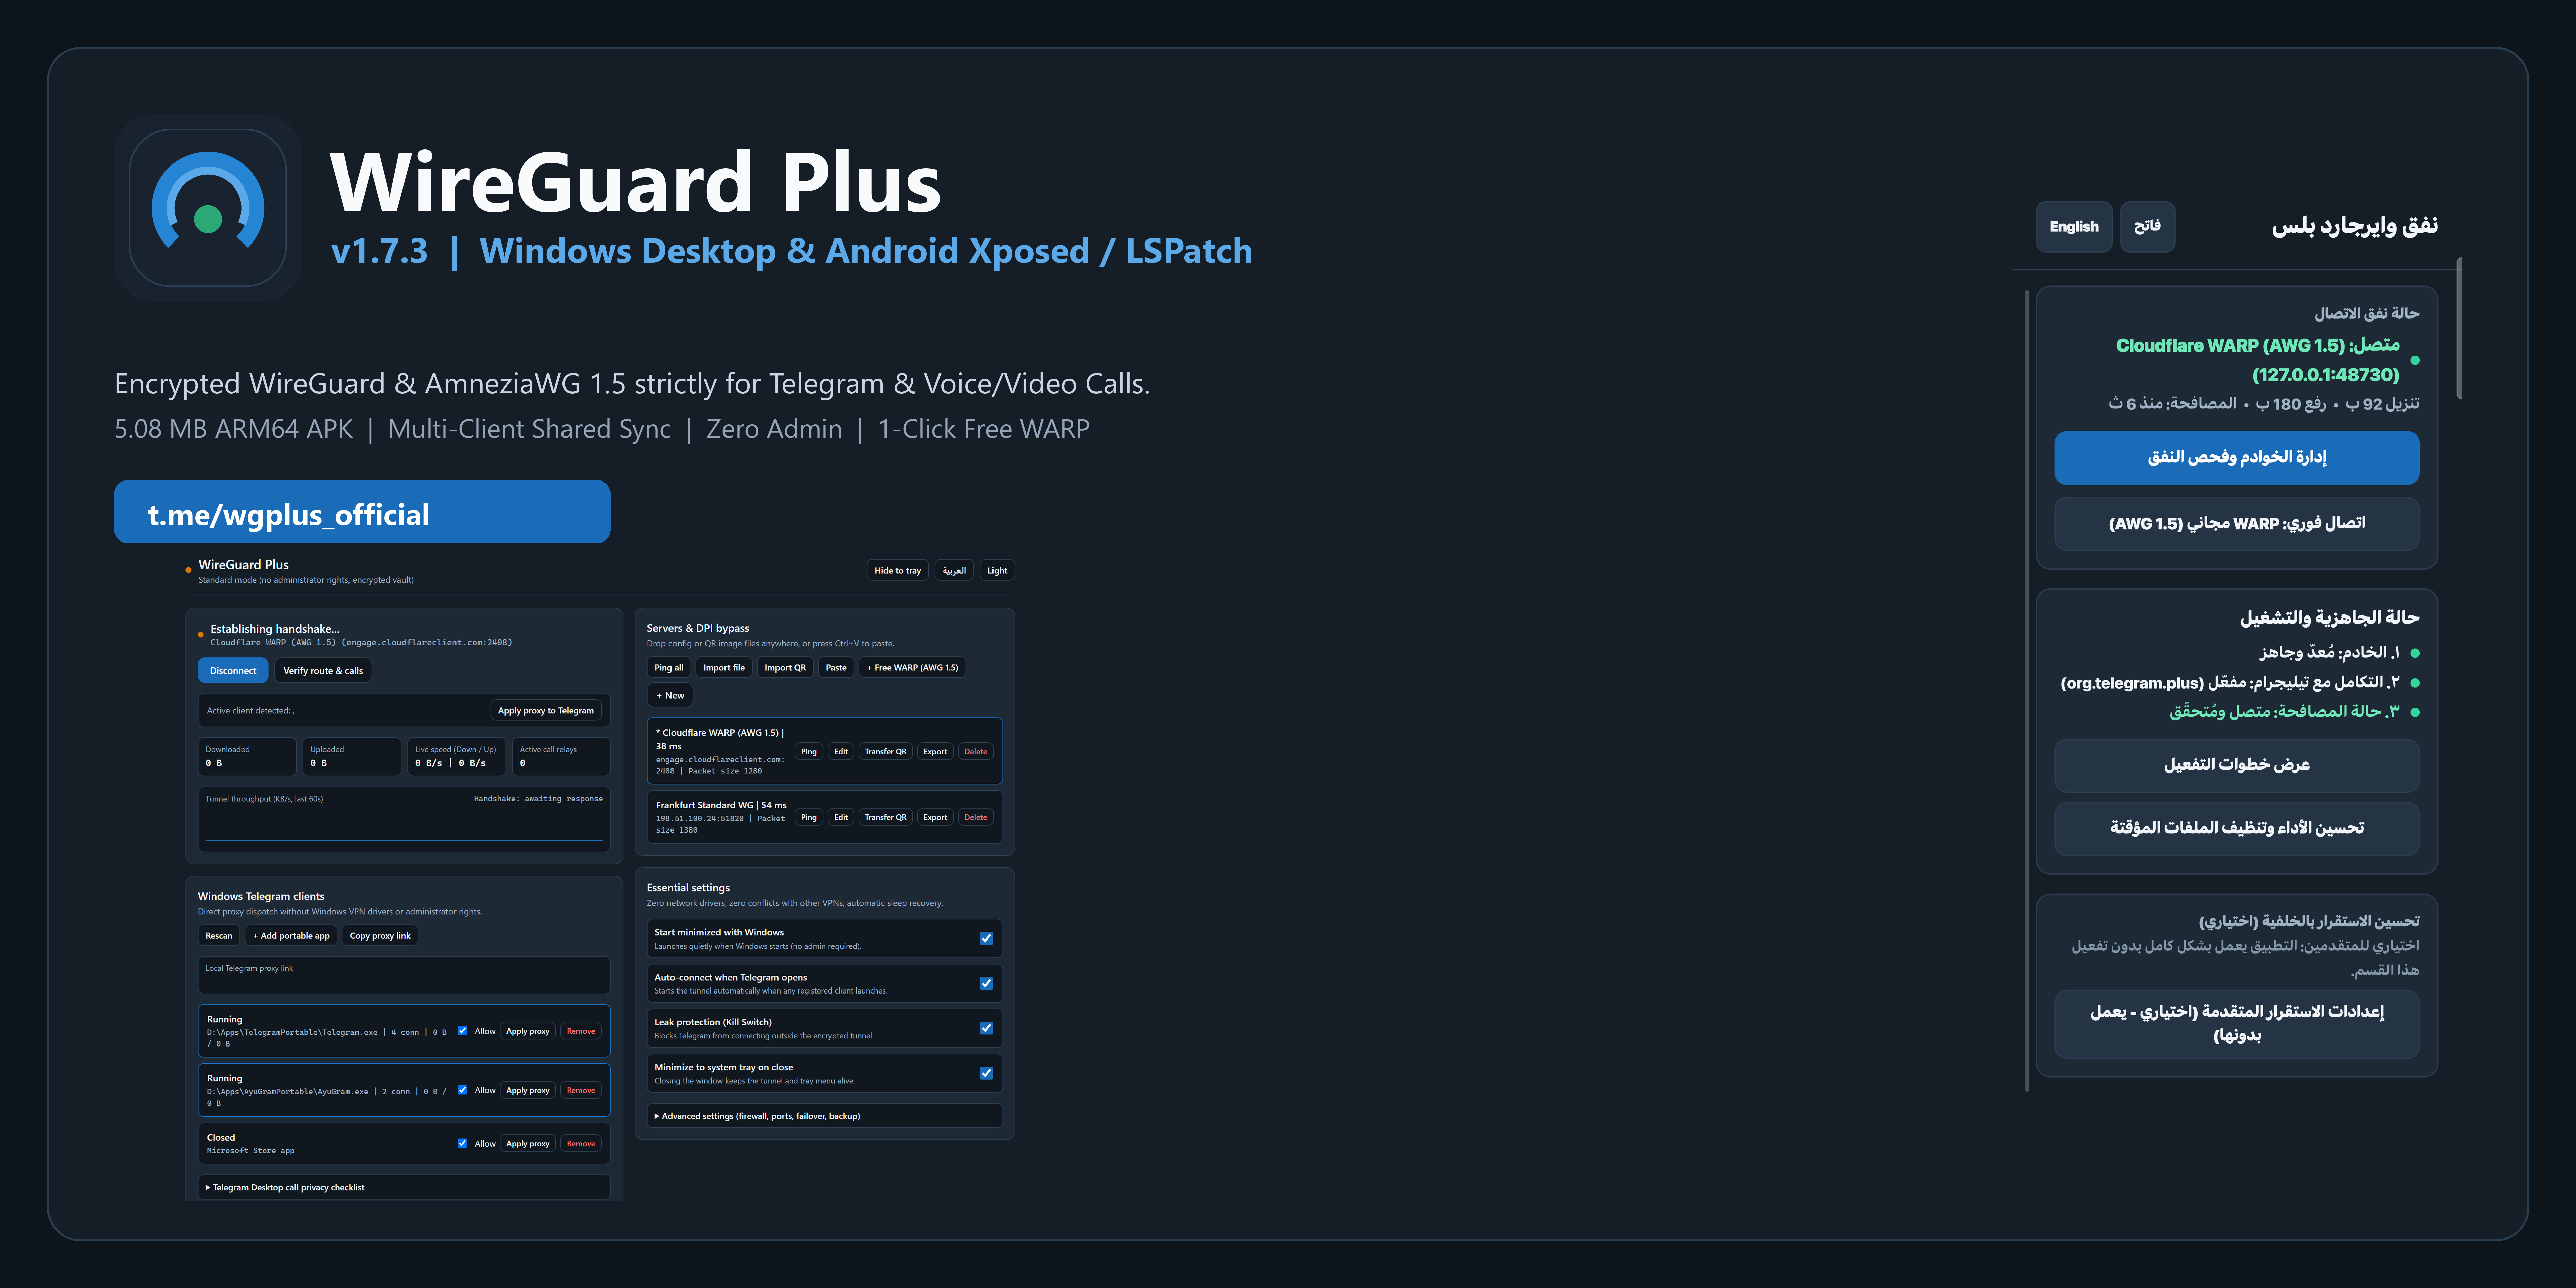 WireGuard Plus
v1.7.3 | Windows Desktop & Android Xposed / LSPatch
Encrypted WireGuard & AmneziaWG 1.5 strictly for Telegram & Voice/Video Calls.
5.08 MB ARM64 APK | Multi-Client Shared Sync | Zero Admin | 1-Click Free WARP
t.me/wgplus_official
WireGuard Plus
Standard mode (no administrator rights, encrypted vault)
Hide to tray
العربية
Light
Establishing handshake...
Cloudflare WARP (AWG 1.5) (engage.cloudflareclient.com:2408)
Disconnect
Verify route & calls
Active client detected: ,
Apply proxy to Telegram
Downloaded
0 B
Uploaded
0 B
Live speed (Down / Up)
0 B/s | 0 B/s
Active call relays
0
Tunnel throughput (KB/s, last 60s)
Handshake: awaiting response
Windows Telegram clients
Direct proxy dispatch without Windows VPN drivers or administrator rights.
Rescan
+ Add portable app
Copy proxy link
Local Telegram proxy link
Running
D:\Apps\TelegramPortable\Telegram.exe | 4 conn | 0 B
/ 0 B
Allow
Apply proxy
Remove
Running
D:\Apps\AyuGramPortable\AyuGram.exe | 2 conn | 0 B /
0 B
Allow
Apply proxy
Remove
Closed
Microsoft Store app
Allow
Apply proxy
Remove
▸ Telegram Desktop call privacy checklist
Servers & DPI bypass
Drop config or QR image files anywhere, or press Ctrl+V to paste.
Ping all
Import file
Import QR
Paste
+ Free WARP (AWG 1.5)
+ New
* Cloudflare WARP (AWG 1.5) |
38 ms
engage.cloudflareclient.com:
2408 | Packet size 1280
Ping
Edit
Transfer QR
Export
Delete
Frankfurt Standard WG | 54 ms
198.51.100.24:51820 | Packet
size 1380
Ping
Edit
Transfer QR
Export
Delete
Essential settings
Zero network drivers, zero conflicts with other VPNs, automatic sleep recovery.
Start minimized with Windows
Launches quietly when Windows starts (no admin required).
Auto-connect when Telegram opens
Starts the tunnel automatically when any registered client launches.
Leak protection (Kill Switch)
Blocks Telegram from connecting outside the encrypted tunnel.
Minimize to system tray on close
Closing the window keeps the tunnel and tray menu alive.
▸ Advanced settings (firewall, ports, failover, backup)
نفق وايرجارد بلس
فاتح
English
حالة نفق الاتصال
متصل: Cloudflare WARP (AWG 1.5)
(127.0.0.1:48730)
تنزيل 92 ب • رفع 180 ب • المصافحة: منذ 6 ث
إدارة الخوادم وفحص النفق
اتصال فوري: WARP مجاني (AWG 1.5)
حالة الجاهزية والتشغيل
١. الخادم: مُعدّ وجاهز
٢. التكامل مع تيليجرام: مفعّل (org.telegram.plus)
٣. حالة المصافحة: متصل ومُتحقّق
عرض خطوات التفعيل
تحسين الأداء وتنظيف الملفات المؤقتة
تحسين الاستقرار بالخلفية (اختياري)
اختياري للمتقدمين: التطبيق يعمل بشكل كامل بدون تفعيل
هذا القسم.
إعدادات الاستقرار المتقدمة (اختياري - يعمل
بدونها)